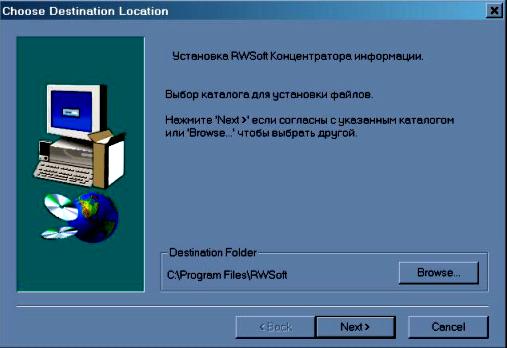 Choose Destination Location
Установка RWSoft Концентратора информации.
Выбор каталога для установки файлов.
Нажмите 'Next >' если согласны с указанным каталогом
или 'Browse...' чтобы выбрать другой.
Destination Folder
C:\Program Files\RWSoft
Browse...
< Back
Next >
Cancel